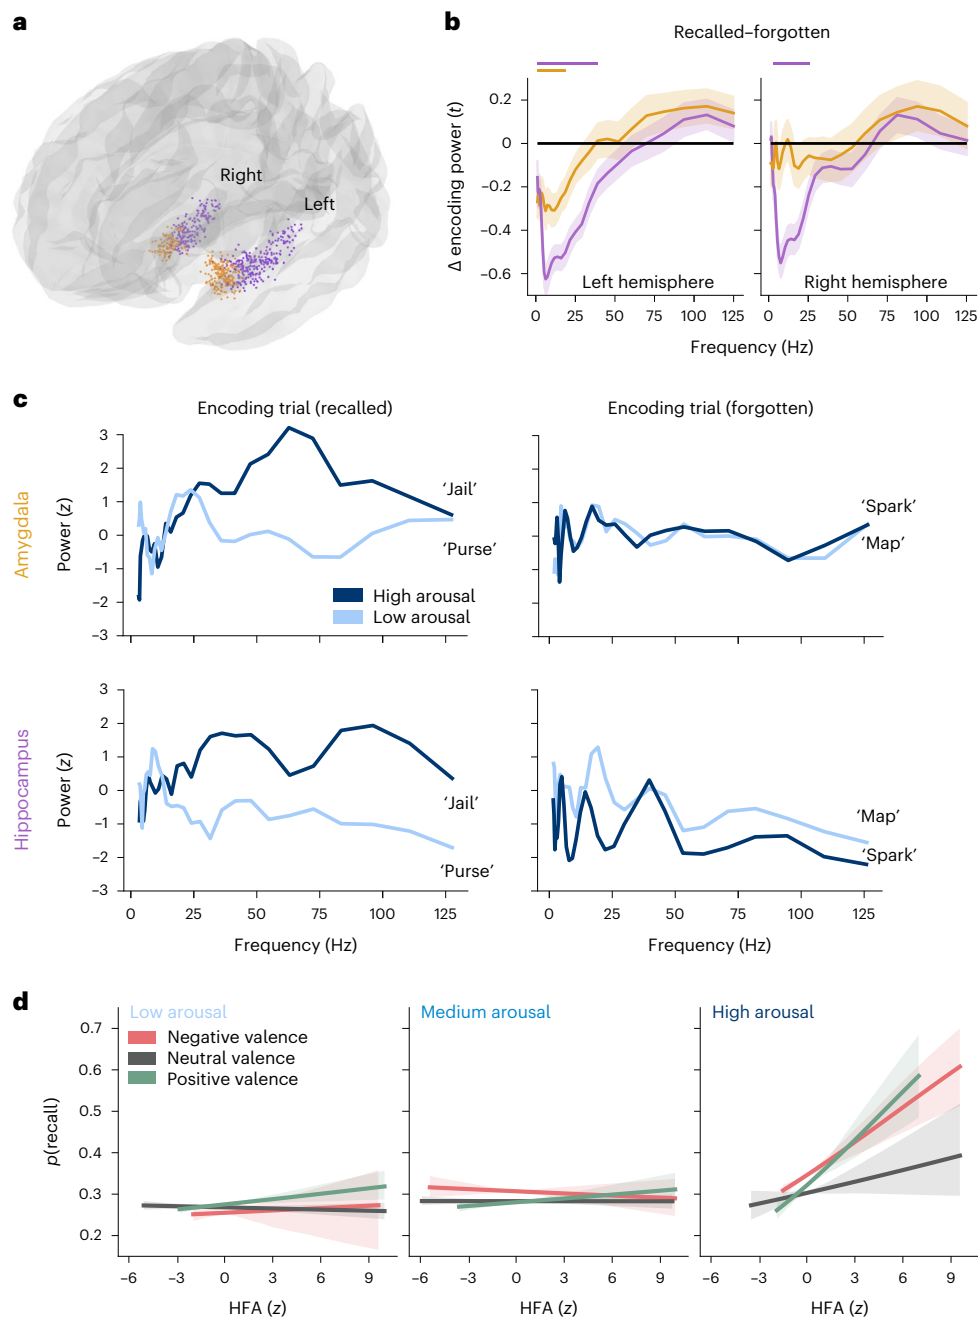 a
Right
Left
b
Recalled–forgotten
Δ encoding power (t)
0.2
0
–0.2
–0.4
–0.6
Left hemisphere
Right hemisphere
0 25 50 75 100 125
0 25 50 75 100 125
Frequency (Hz)
c
Encoding trial (recalled)
Encoding trial (forgotten)
Amygdala
Power (z)
3
2
1
0
–1
–2
–3
'Jail'
'Purse'
High arousal
Low arousal
'Spark'
'Map'
Hippocampus
Power (z)
3
2
1
0
–1
–2
–3
'Jail'
'Purse'
'Map'
'Spark'
0 25 50 75 100 125
0 25 50 75 100 125
Frequency (Hz)
Frequency (Hz)
d
p(recall)
0.7
0.6
0.5
0.4
0.3
0.2
Low arousal
Negative valence
Neutral valence
Positive valence
Medium arousal
High arousal
–6 –3 0 3 6 9
–6 –3 0 3 6 9
–6 –3 0 3 6 9
HFA (z)
HFA (z)
HFA (z)